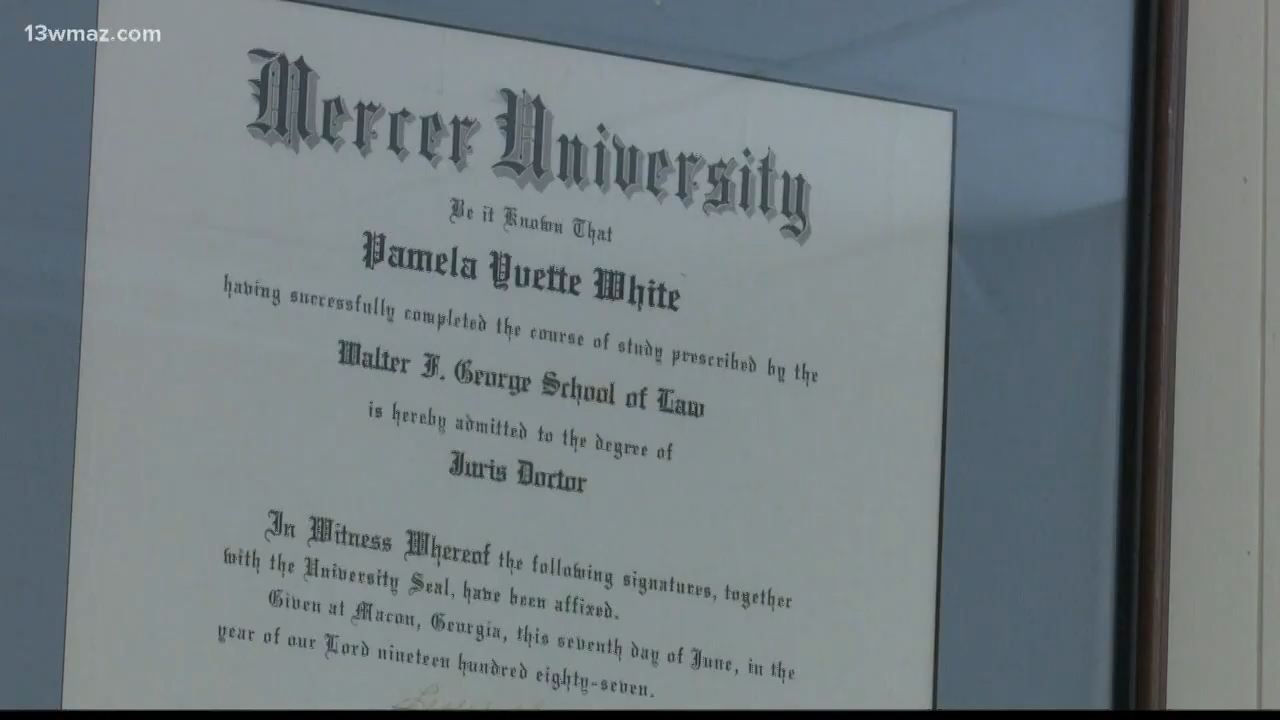 13wmaz.com
Mercer University
Be it Known That
Pamela Yvette White
having successfully completed the course of study prescribed by the
Walter F. George School of Law
is hereby admitted to the degree of
Juris Doctor
In Witness Whereof the following signatures, together
with the University Seal, have been affixed.
Given at Macon, Georgia, this seventh day of June, in the
year of our Lord nineteen hundred eighty-seven.